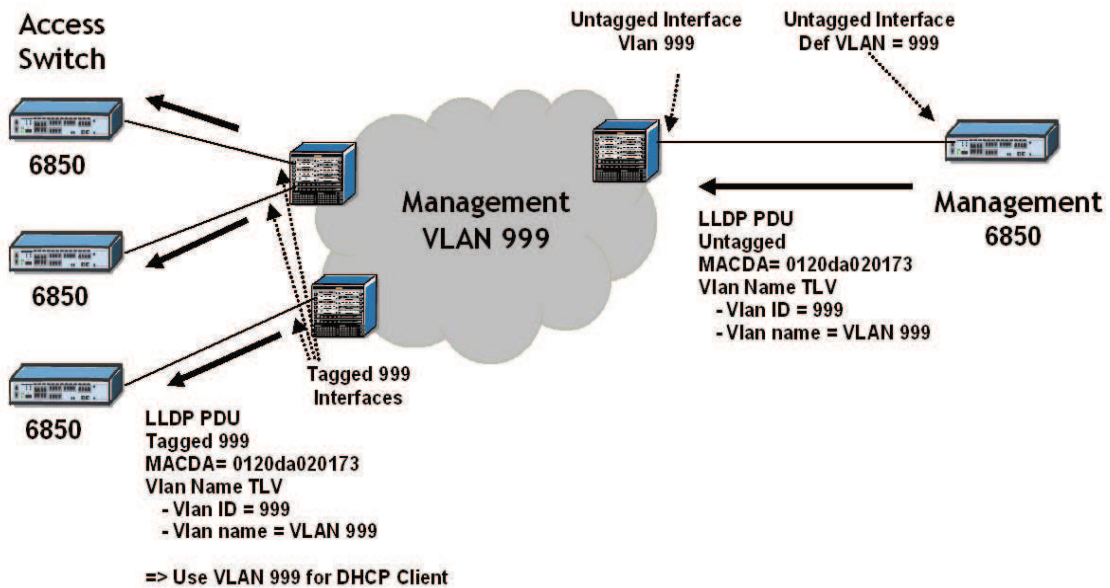 Access
Switch
6850
6850
6850
Untagged Interface
Vlan 999
Untagged Interface
Def VLAN = 999
Management
VLAN 999
Management
6850
LLDP PDU
Untagged
MACDA= 0120da020173
Vlan Name TLV
- Vlan ID = 999
- Vlan name = VLAN 999
Tagged 999
Interfaces
LLDP PDU
Tagged 999
MACDA= 0120da020173
Vlan Name TLV
- Vlan ID = 999
- Vlan name = VLAN 999
=> Use VLAN 999 for DHCP Client